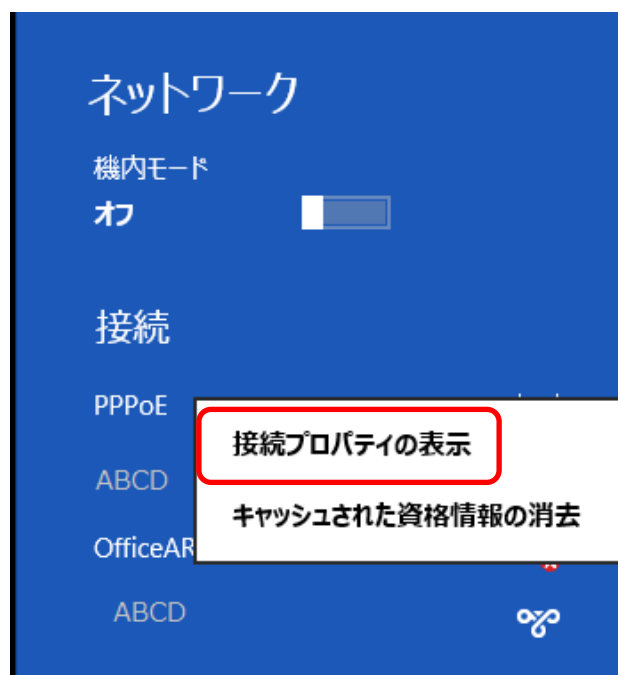 ネットワーク
機内モード
オフ
接続
PPPoE
接続プロパティの表示
ABCD
キャッシュされた資格情報の消去
OfficeAR
ABCD